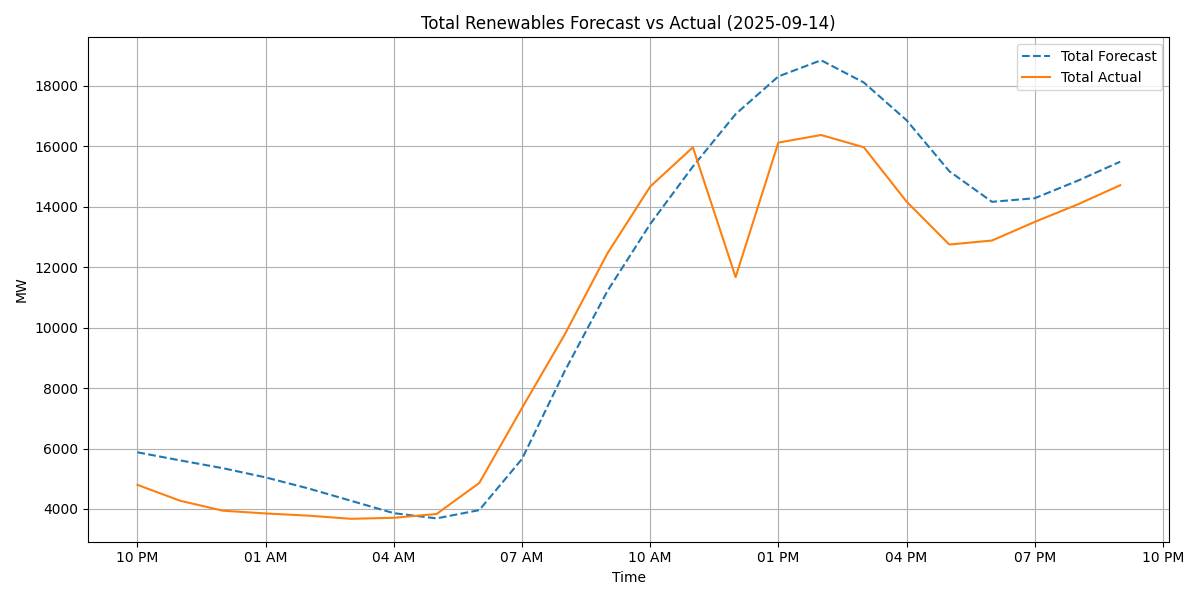 Total Renewables Forecast vs Actual (2025-09-14)
Total Forecast
Total Actual
MW
18000
16000
14000
12000
10000
8000
6000
4000
10 PM
01 AM
04 AM
07 AM
10 AM
01 PM
04 PM
07 PM
10 PM
Time